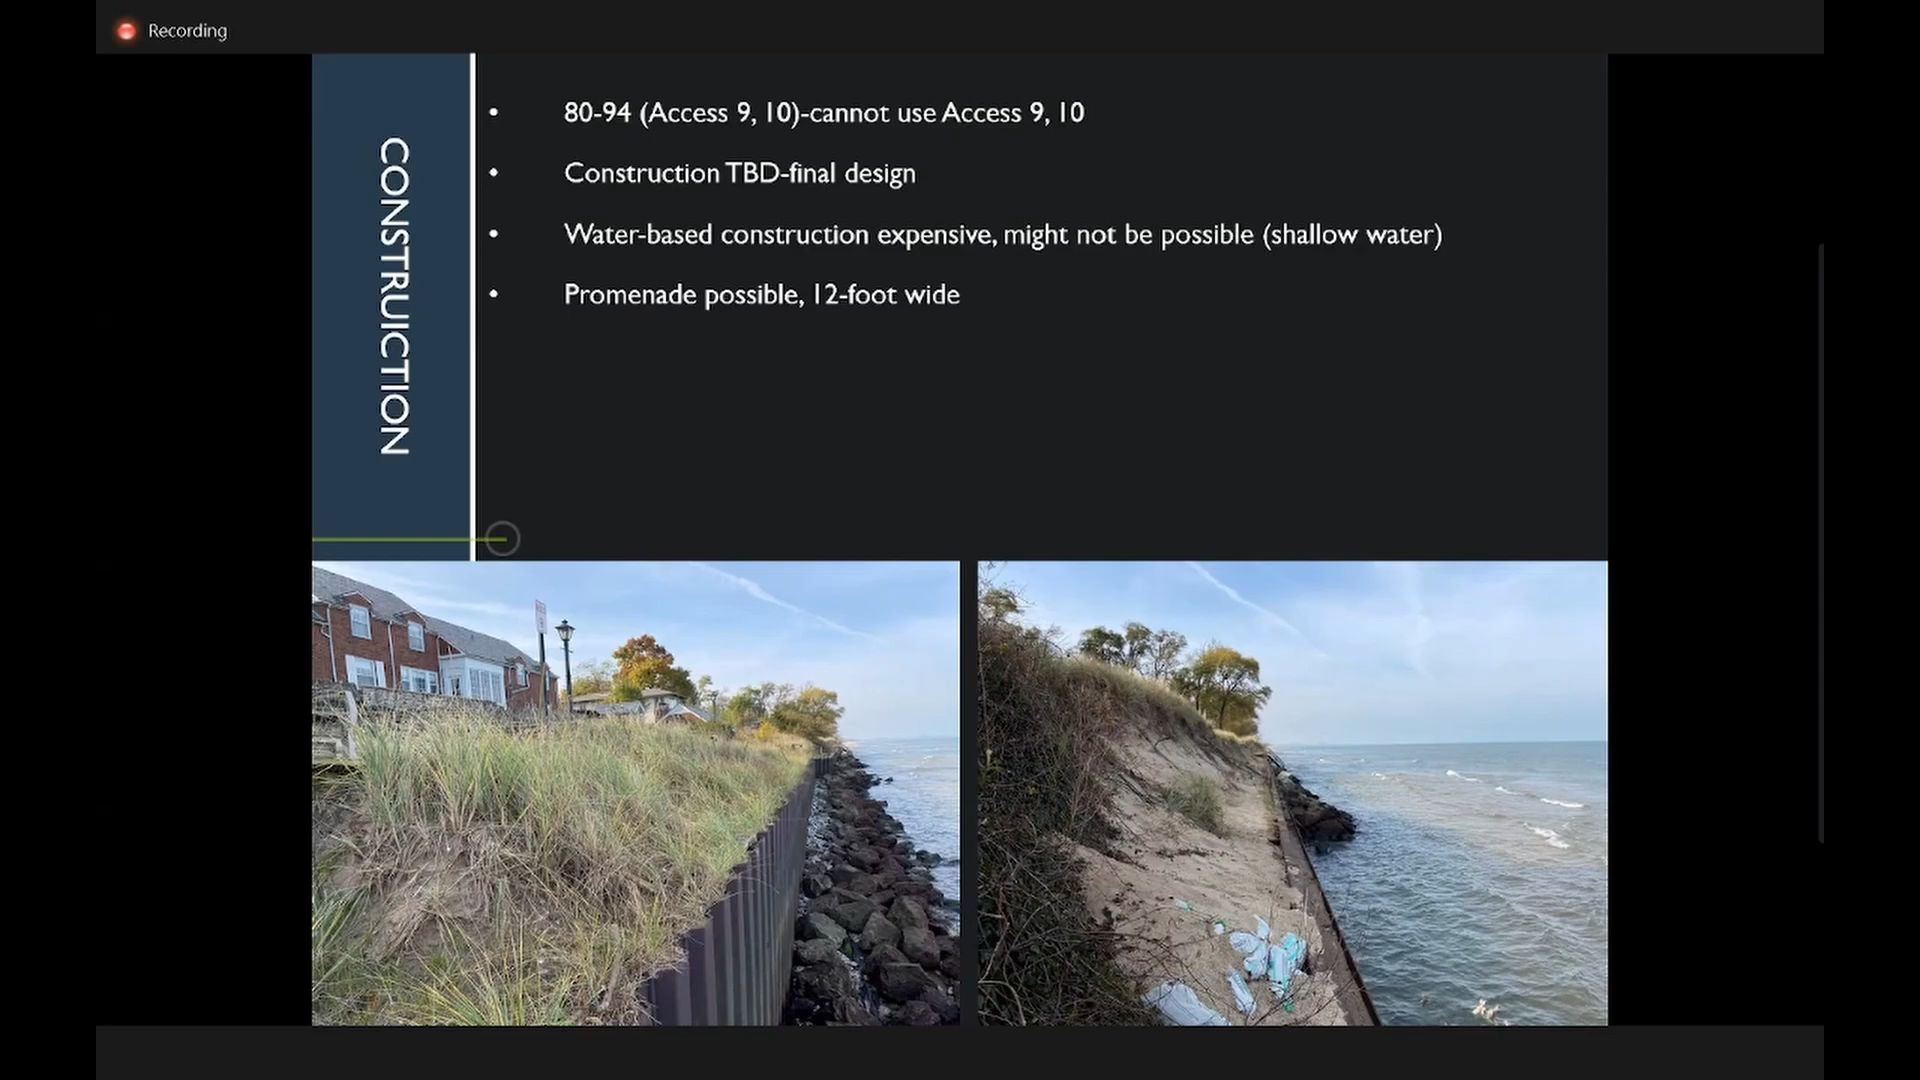 Recording
CONSTRUICTION
• 80-94 (Access 9, 10)-cannot use Access 9, 10
• Construction TBD-final design
• Water-based construction expensive, might not be possible (shallow water)
• Promenade possible, 12-foot wide